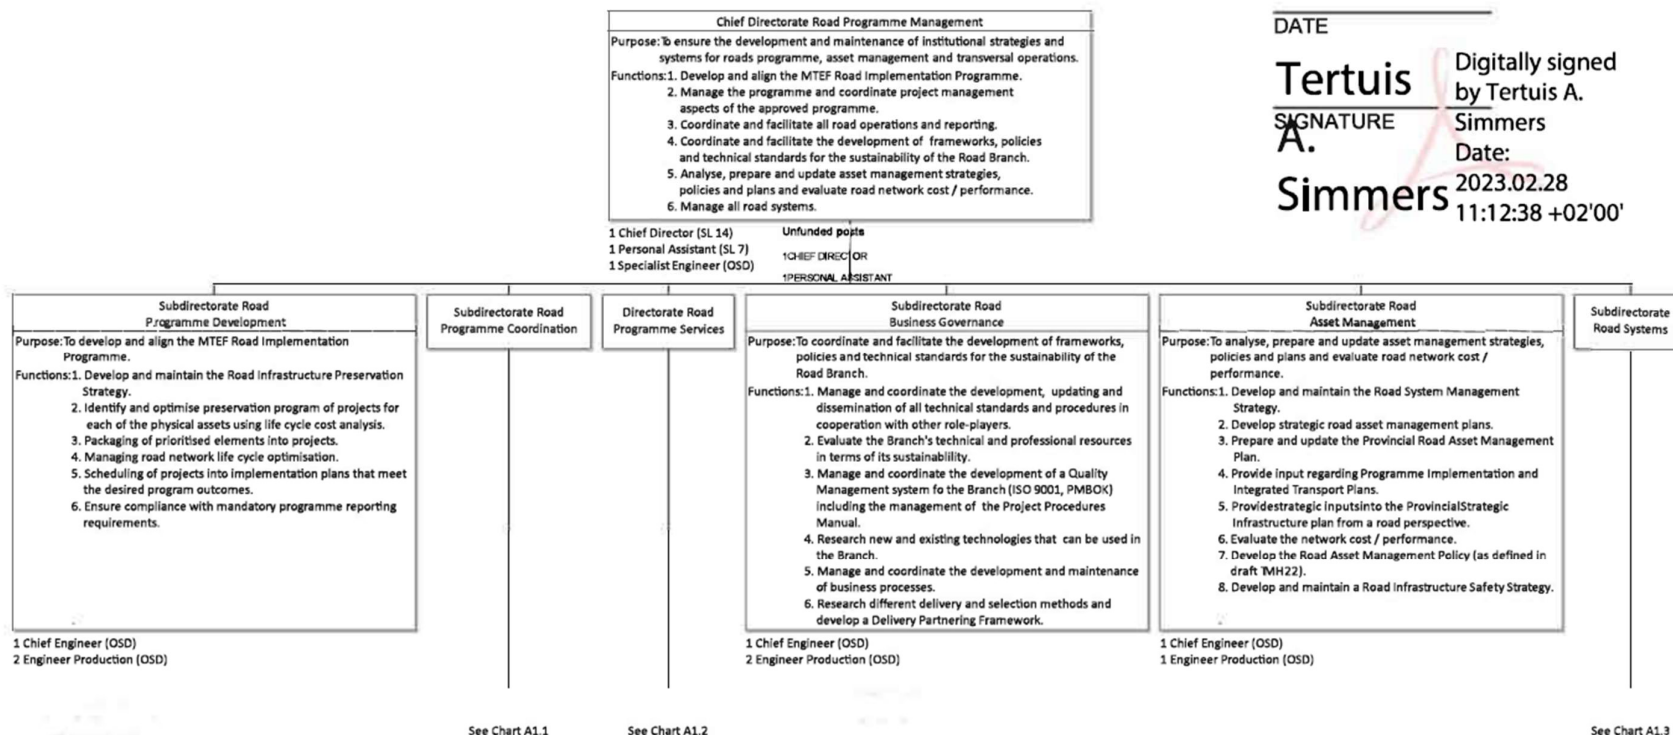 Chief Directorate Road Programme Management
Purpose:To ensure the development and maintenance of institutional strategies and
systems for roads programme, asset management and transversal operations.
Functions:1. Develop and align the MTEF Road Implementation Programme.
2. Manage the programme and coordinate project management
aspects of the approved programme.
3. Coordinate and facilitate all road operations and reporting.
4. Coordinate and facilitate the development of frameworks, policies
and technical standards for the sustainability of the Road Branch.
5. Analyse, prepare and update asset management strategies,
policies and plans and evaluate road network cost / performance.
6. Manage all road systems.
DATE
SIGNATURE
Tertuis
A.
Simmers
Digitally signed
by Tertuis A.
Simmers
Date:
2023.02.28
11:12:38 +02'00'
1 Chief Director (SL 14)
1 Personal Assistant (SL 7)
1 Specialist Engineer (OSD)
Unfunded posts
1CHIEF DIRECTOR
1PERSONAL ASSISTANT
Subdirectorate Road
Programme Development
Purpose:To develop and align the MTEF Road Implementation
Programme.
Functions:1. Develop and maintain the Road Infrastructure Preservation
Strategy.
2. Identify and optimise preservation program of projects for
each of the physical assets using life cycle cost analysis.
3. Packaging of prioritised elements into projects.
4. Managing road network life cycle optimisation.
5. Scheduling of projects into implementation plans that meet
the desired program outcomes.
6. Ensure compliance with mandatory programme reporting
requirements.
1 Chief Engineer (OSD)
2 Engineer Production (OSD)
Subdirectorate Road
Programme Coordination
See Chart A1.1
Directorate Road
Programme Services
See Chart A1.2
Subdirectorate Road
Business Governance
Purpose:To coordinate and facilitate the development of frameworks,
policies and technical standards for the sustainability of the
Road Branch.
Functions:1. Manage and coordinate the development, updating and
dissemination of all technical standards and procedures in
cooperation with other role-players.
2. Evaluate the Branch's technical and professional resources
in terms of its sustainablility.
3. Manage and coordinate the development of a Quality
Management system fo the Branch (ISO 9001, PMBOK)
including the management of the Project Procedures
Manual.
4. Research new and existing technologies that can be used in
the Branch.
5. Manage and coordinate the development and maintenance
of business processes.
6. Research different delivery and selection methods and
develop a Delivery Partnering Framework.
1 Chief Engineer (OSD)
2 Engineer Production (OSD)
Subdirectorate Road
Asset Management
Purpose:To analyse, prepare and update asset management strategies,
policies and plans and evaluate road network cost /
performance.
Functions:1. Develop and maintain the Road System Management
Strategy.
2. Develop strategic road asset management plans.
3. Prepare and update the Provincial Road Asset Management
Plan.
4. Provide input regarding Programme Implementation and
Integrated Transport Plans.
5. Providestrategic inputsinto the ProvincialStrategic
Infrastructure plan from a road perspective.
6. Evaluate the network cost / performance.
7. Develop the Road Asset Management Policy (as defined in
draft TMH22).
8. Develop and maintain a Road Infrastructure Safety Strategy.
1 Chief Engineer (OSD)
1 Engineer Production (OSD)
Subdirectorate
Road Systems
See Chart A1.3